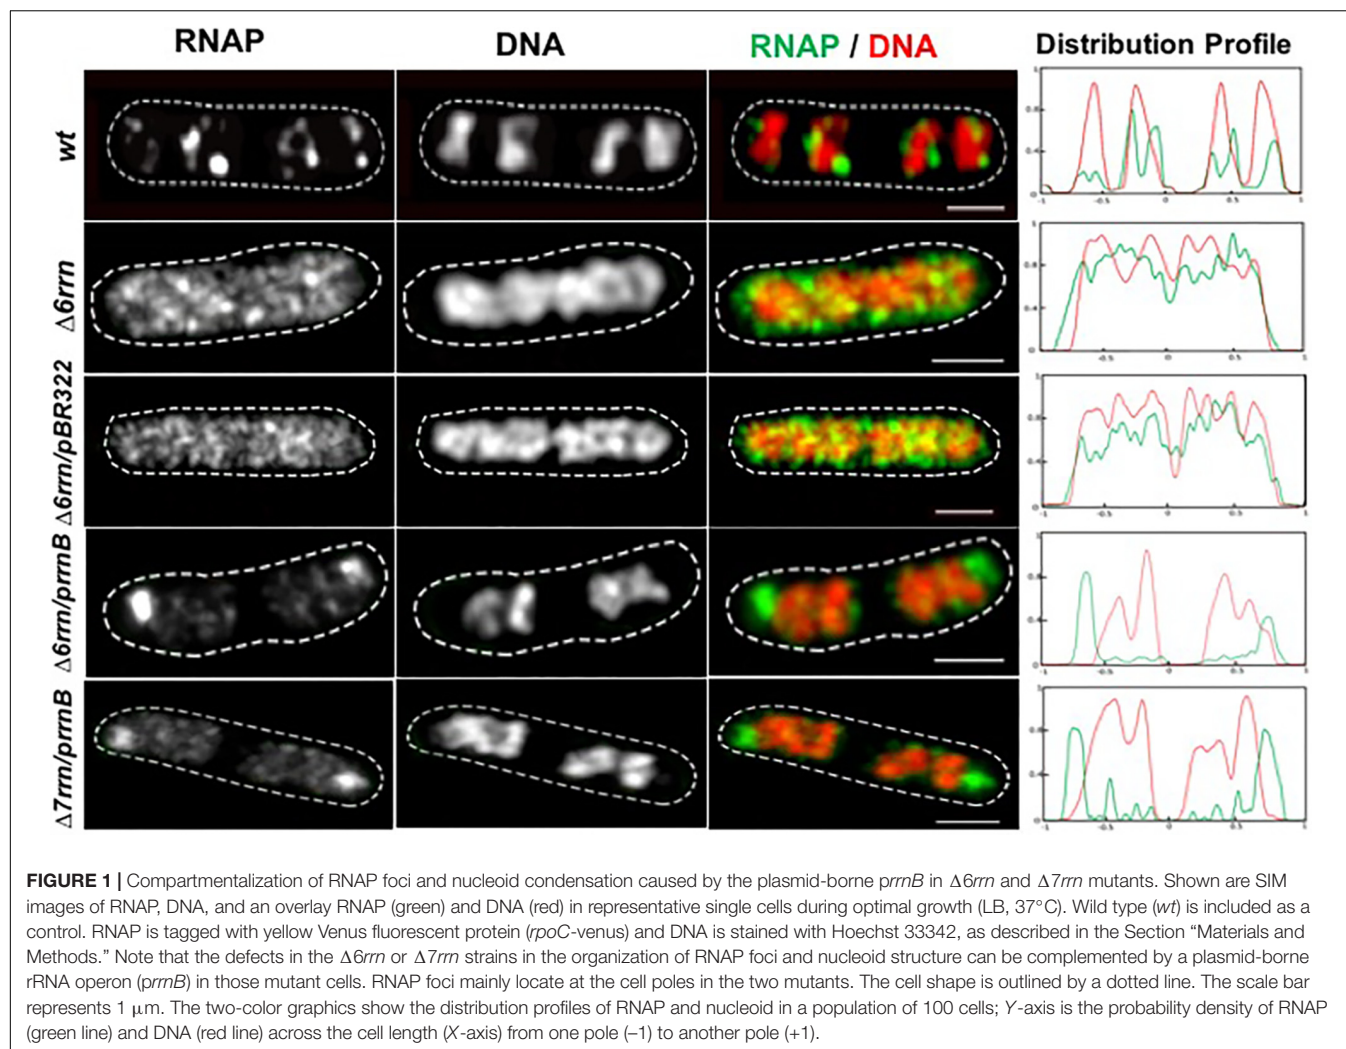 RNAP DNA RNAP / DNA Distribution Profile
wt
Δ6rrn
Δ6rrn/pBR322
Δ6rrn/prrnB
Δ7rrn/prrnB
FIGURE 1 | Compartmentalization of RNAP foci and nucleoid condensation caused by the plasmid-borne prrnB in Δ6rrn and Δ7rrn mutants. Shown are SIM
images of RNAP, DNA, and an overlay RNAP (green) and DNA (red) in representative single cells during optimal growth (LB, 37°C). Wild type (wt) is included as a
control. RNAP is tagged with yellow Venus fluorescent protein (rpoC-venus) and DNA is stained with Hoechst 33342, as described in the Section “Materials and
Methods.” Note that the defects in the Δ6rrn or Δ7rrn strains in the organization of RNAP foci and nucleoid structure can be complemented by a plasmid-borne
rRNA operon (prrnB) in those mutant cells. RNAP foci mainly locate at the cell poles in the two mutants. The cell shape is outlined by a dotted line. The scale bar
represents 1 μm. The two-color graphics show the distribution profiles of RNAP and nucleoid in a population of 100 cells; Y-axis is the probability density of RNAP
(green line) and DNA (red line) across the cell length (X-axis) from one pole (–1) to another pole (+1).